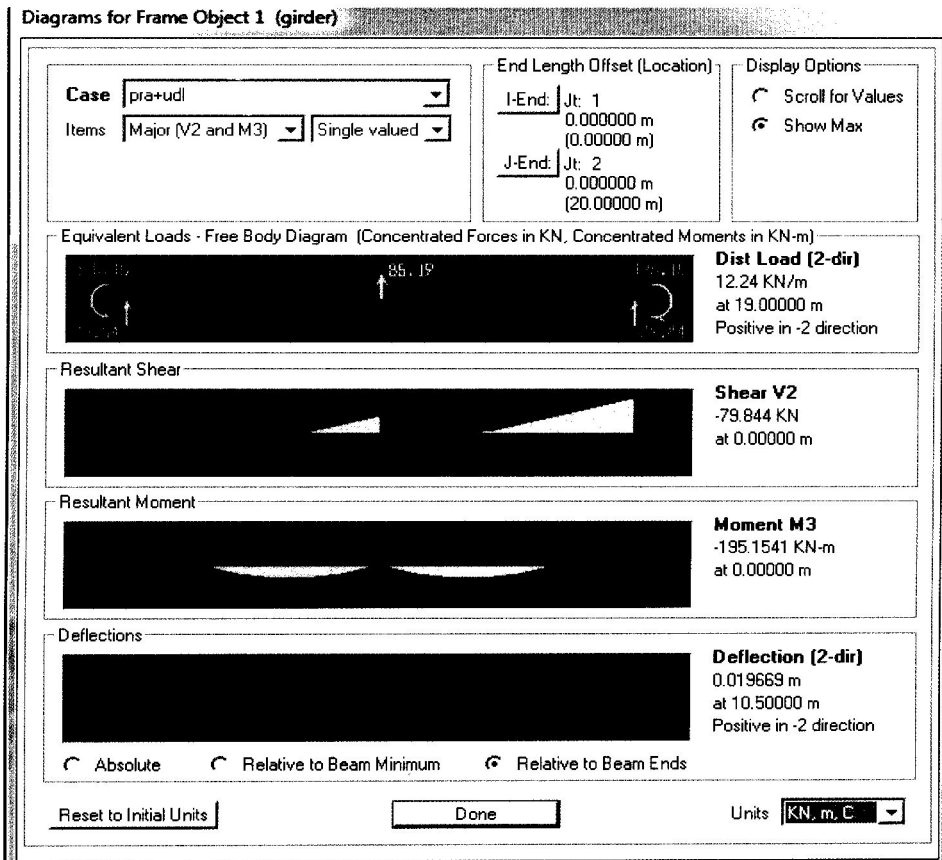 Diagrams for Frame Object 1 (girder)
End Length Offset (Location)
Display Options
Case pra+udl
I-End: Jt: 1
0.000000 m
(0.00000 m)
Scroll for Values
Items Major (V2 and M3) Single valued
Show Max
J-End: Jt: 2
0.000000 m
(20.00000 m)
Equivalent Loads - Free Body Diagram (Concentrated Forces in KN, Concentrated Moments in KN-m)
85.19
Dist Load (2-dir)
12.24 KN/m
at 19.00000 m
Positive in -2 direction
Resultant Shear
Shear V2
-79.844 KN
at 0.00000 m
Resultant Moment
Moment M3
-195.1541 KN-m
at 0.00000 m
Deflections
Deflection (2-dir)
0.019669 m
at 10.50000 m
Positive in -2 direction
Absolute Relative to Beam Minimum Relative to Beam Ends
Reset to Initial Units Done Units KN, m, C